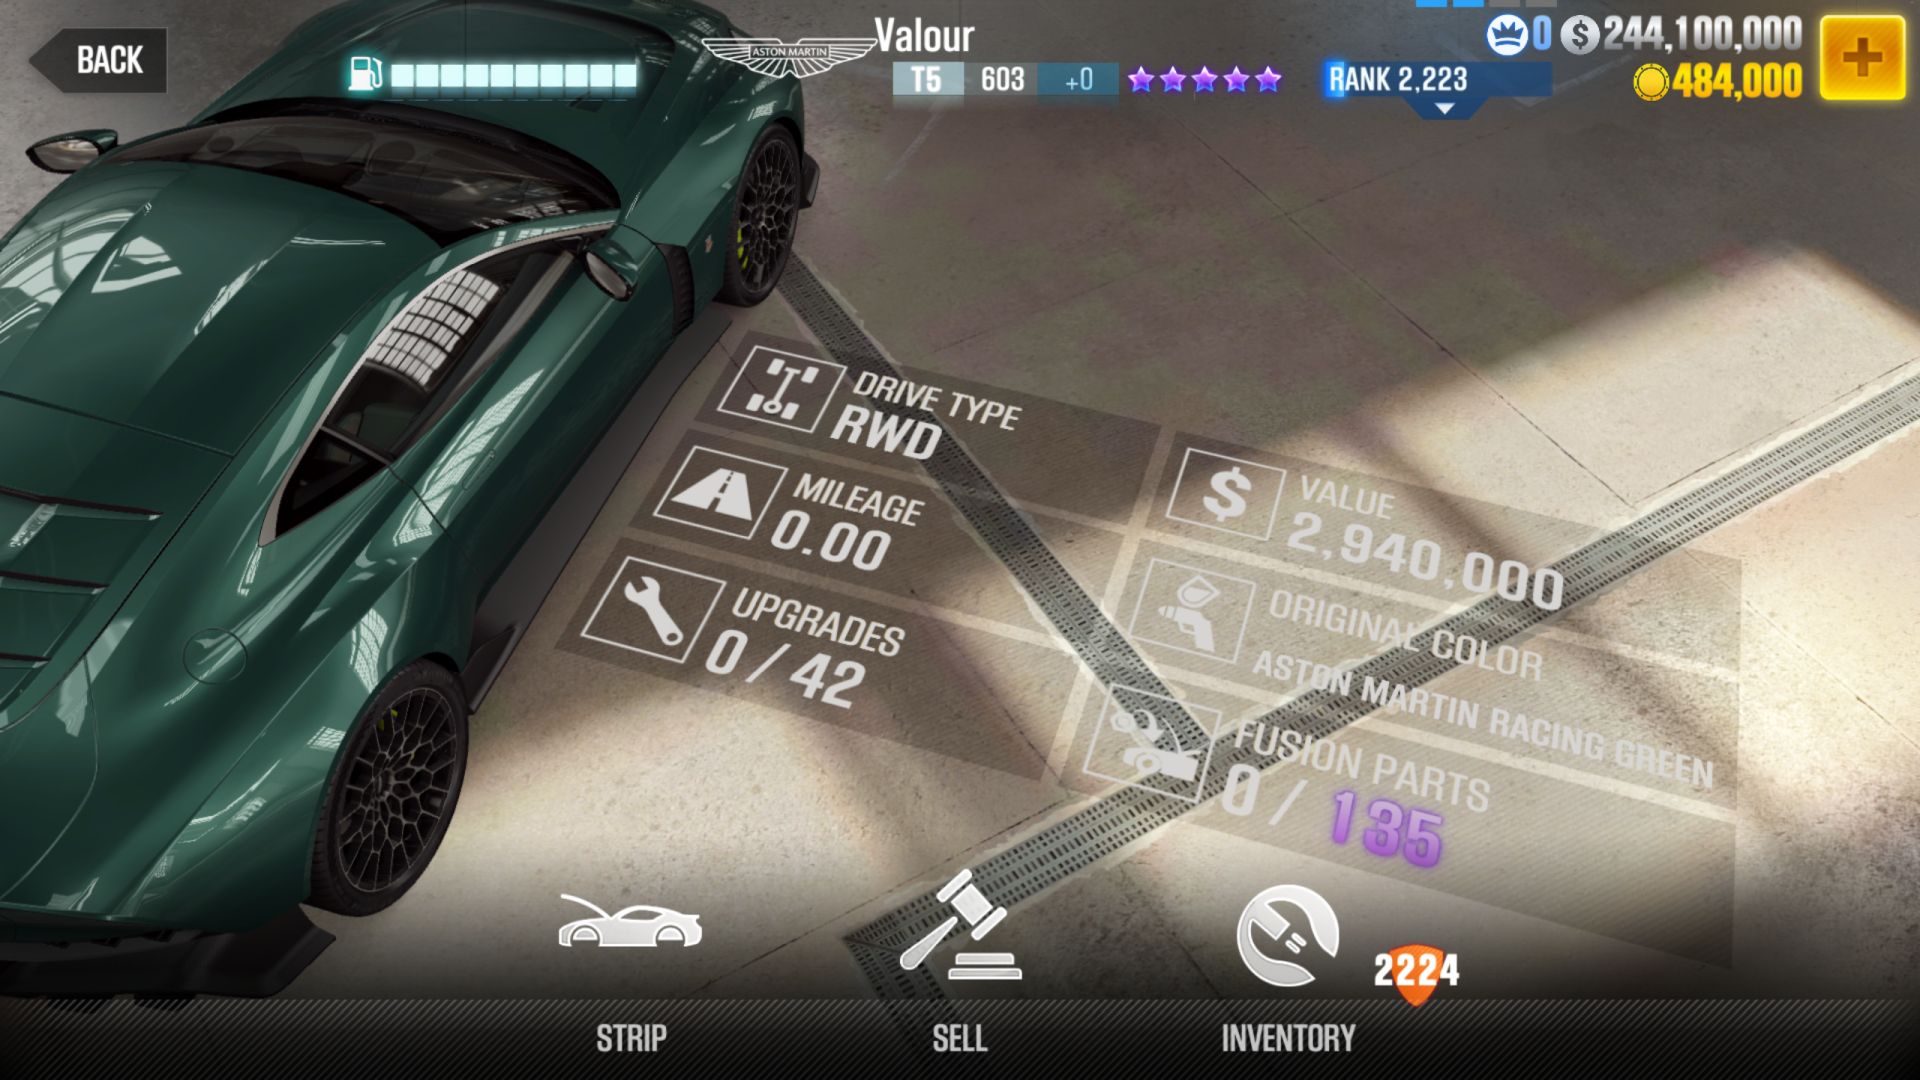 BACK
ASTON MARTIN
Valour
T5 603 +0
RANK 2,223
0
244,100,000
484,000
DRIVE TYPE
RWD
MILEAGE
0.00
UPGRADES
0/42
VALUE
2,940,000
ORIGINAL COLOR
ASTON MARTIN RACING GREEN
FUSION PARTS
0/ 135
2224
STRIP
SELL
INVENTORY